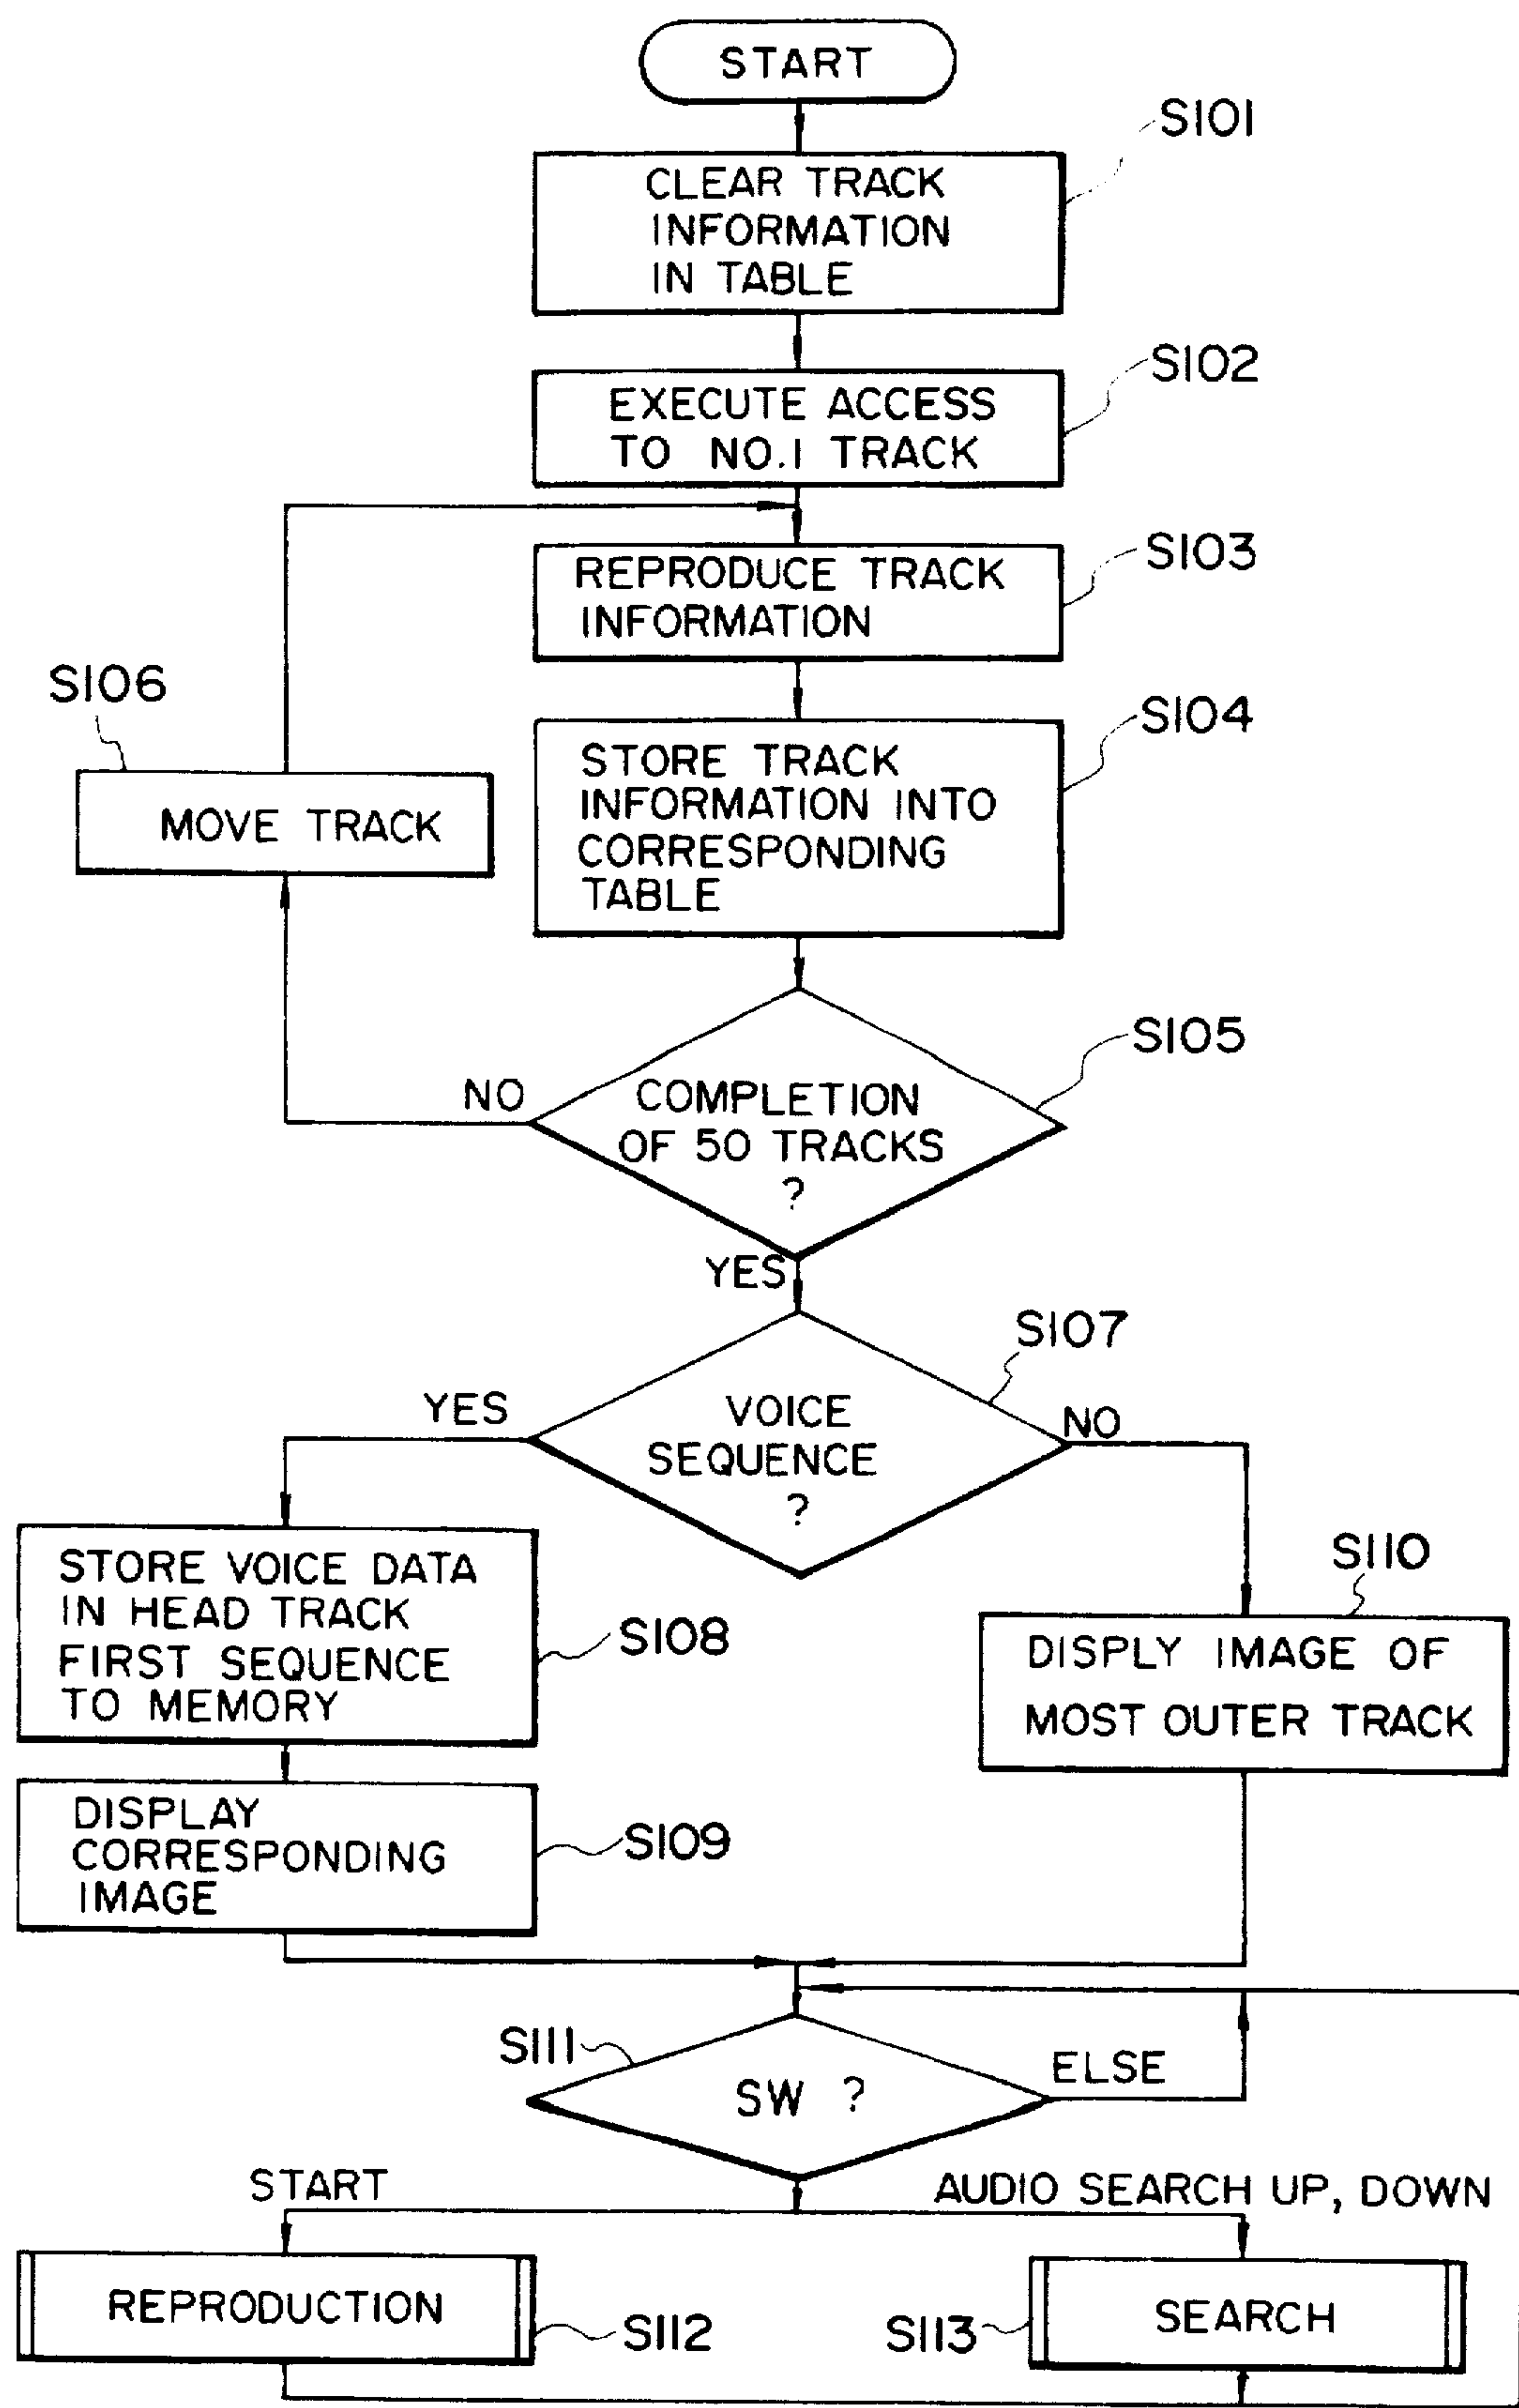 START
S101
CLEAR TRACK
INFORMATION
IN TABLE
S102
EXECUTE ACCESS
TO NO.1 TRACK
S103
REPRODUCE TRACK
INFORMATION
S106
MOVE TRACK
S104
STORE TRACK
INFORMATION INTO
CORRESPONDING
TABLE
S105
NO
COMPLETION
OF 50 TRACKS
?
YES
S107
YES
VOICE
SEQUENCE
?
NO
STORE VOICE DATA
IN HEAD TRACK
FIRST SEQUENCE
TO MEMORY
S108
S110
DISPLY IMAGE OF
MOST OUTER TRACK
DISPLAY
CORRESPONDING
IMAGE
S109
S111
SW ?
ELSE
START
AUDIO SEARCH UP, DOWN
REPRODUCTION
S112
S113
SEARCH